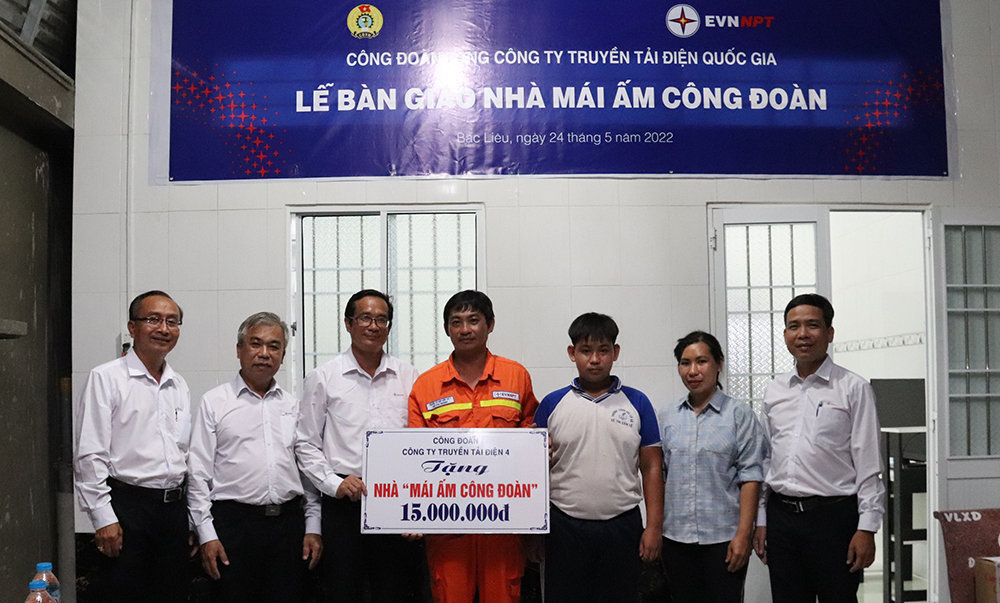 EVNNPT
CÔNG ĐOÀN TỔNG CÔNG TY TRUYỀN TẢI ĐIỆN QUỐC GIA
LỄ BÀN GIAO NHÀ MÁI ẤM CÔNG ĐOÀN
Bạc Liêu, ngày 24 tháng 5 năm 2022
CÔNG ĐOÀN
CÔNG TY TRUYỀN TẢI ĐIỆN 4
Tặng
NHÀ “MÁI ẤM CÔNG ĐOÀN”
15.000.000đ
EVNNPT
VLXD